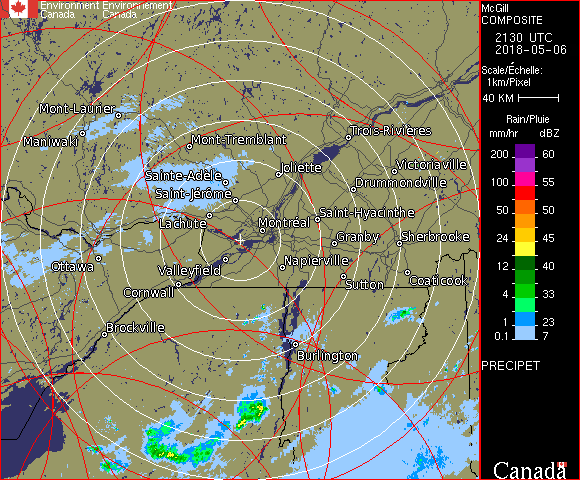 Environment Environnement
Canada Canada
McGill
COMPOSITE
2130 UTC
2018-05-06
Scale/Échelle:
1km/Pixel
40 KM
Rain/Pluie
mm/hr dBZ
200 60
100 55
50 50
24 45
12 40
4 33
1 23
0.1 7
PRECIPET
Canada
Mont-Laurier
Maniwaki
Mont-Tremblant
Trois-Rivières
Sainte-Adèle
Joliette
Victoriaville
Saint-Jérôme
Drummondville
Lachute
Montréal
Saint-Hyacinthe
Ottawa
Granby
Sherbrooke
Valleyfield
Napierville
Cornwall
Sutton
Coaticook
Brockville
Burlington